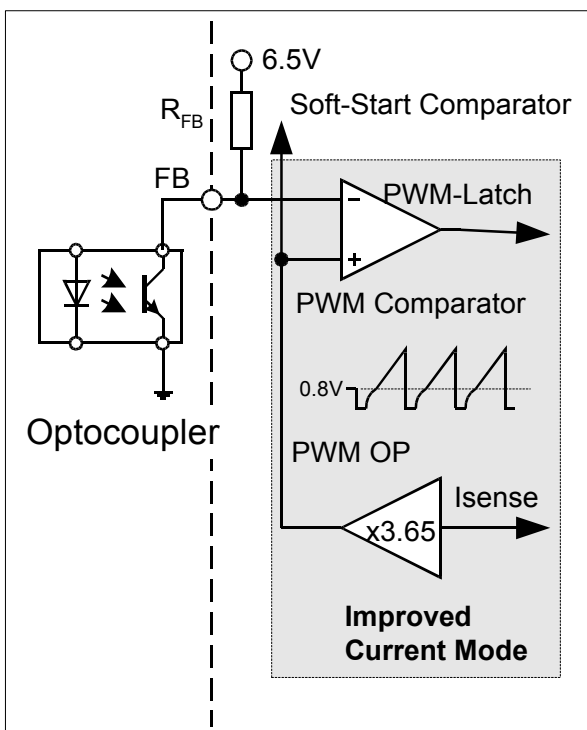 6.5V
R_FB
Soft-Start Comparator
FB
PWM-Latch
-
+
PWM Comparator
0.8V
Optocoupler
PWM OP
x3.65
Isense
Improved
Current Mode